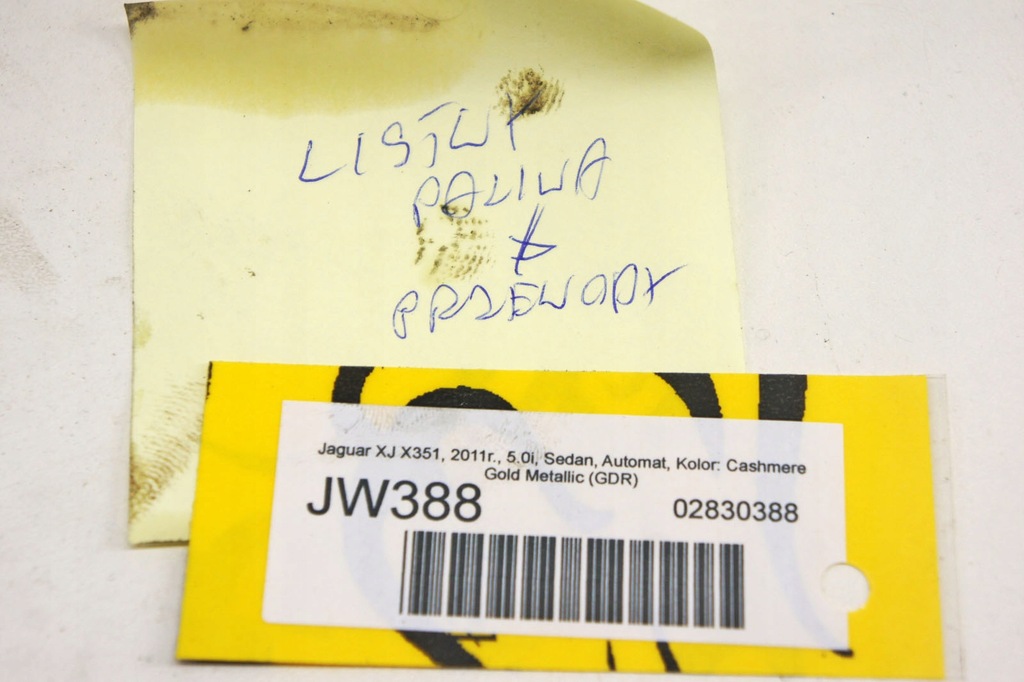 LISTWY
PALIWA
+
PRZEWODY
Jaguar XJ X351, 2011r., 5.0i, Sedan, Automat, Kolor: Cashmere
Gold Metallic (GDR)
JW388 02830388